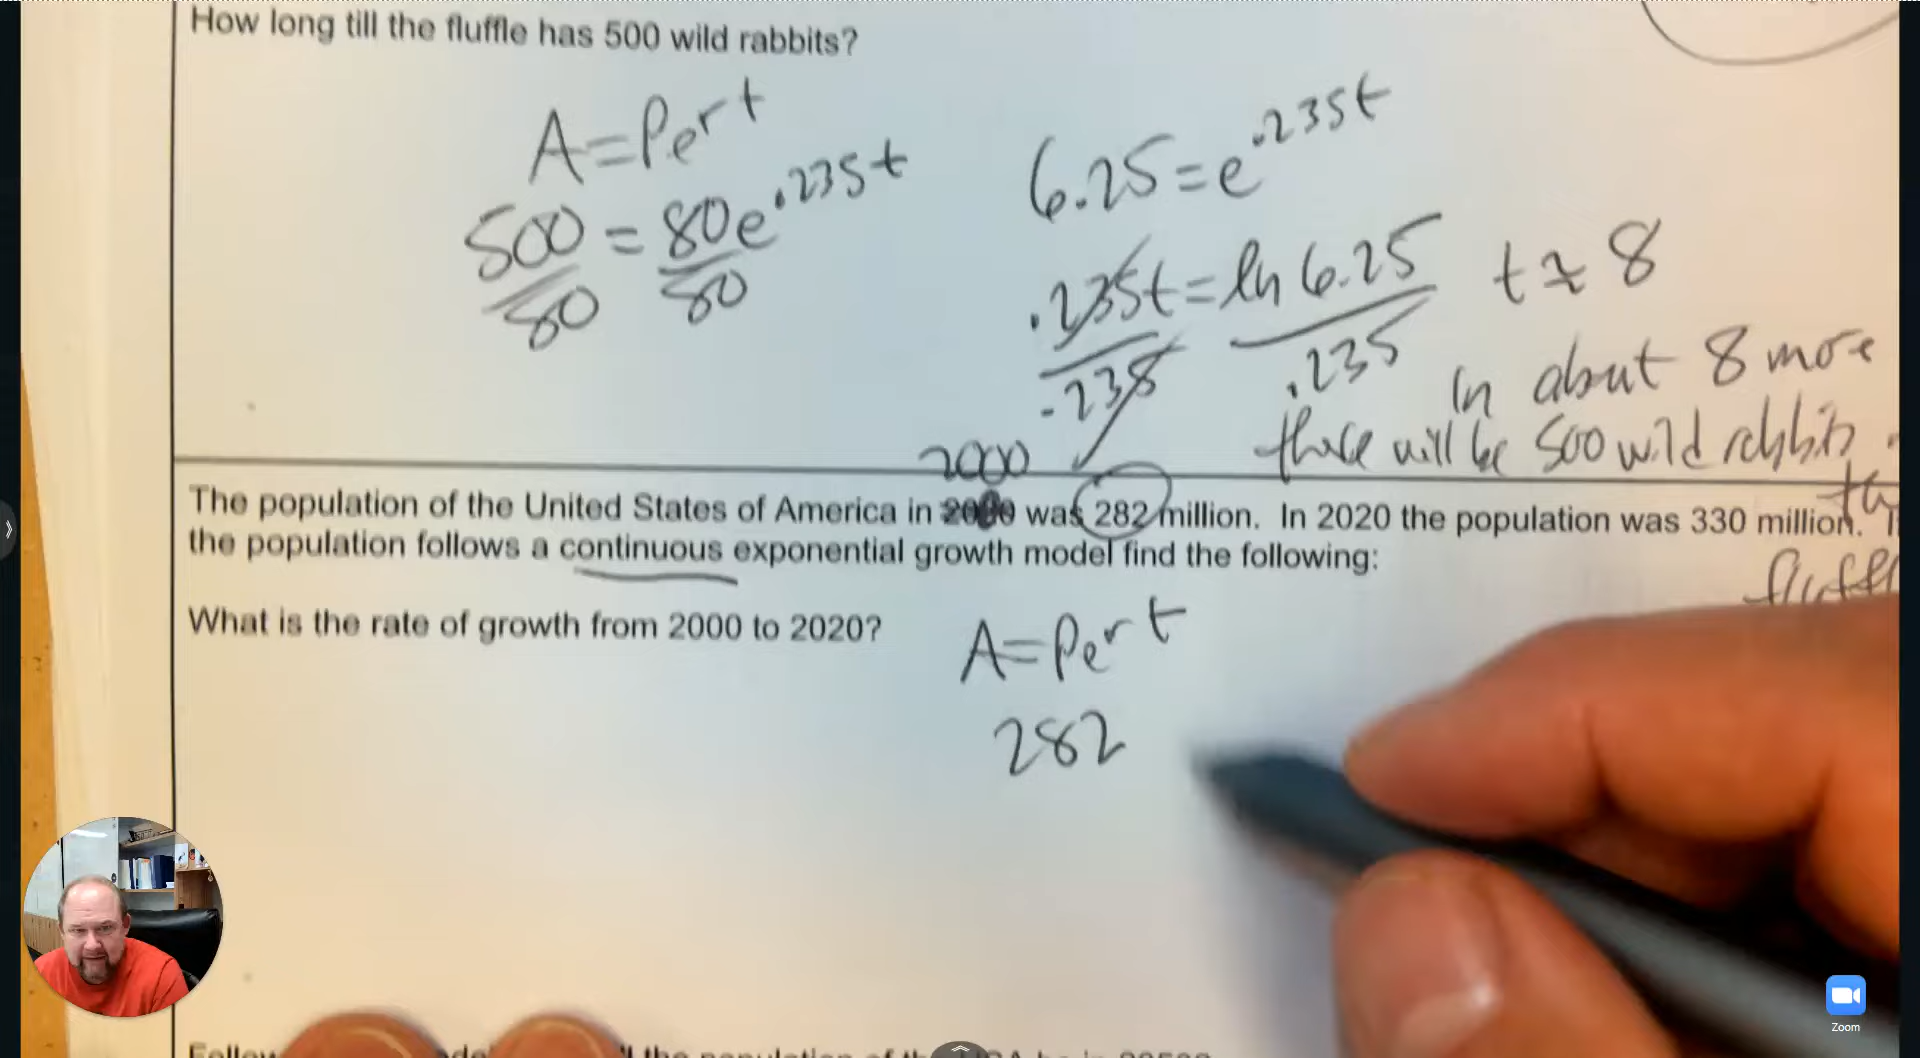 How long till the fluffle has 500 wild rabbits?
A=Pe^rt
500 = 80e^.235t
80 80
6.25=e^.235t
.235t=ln 6.25
.235 .235
t≈8
In about 8 more
there will be 500 wild rabbits
2000
The population of the United States of America in was 282 million. In 2020 the population was 330 million.
the population follows a continuous exponential growth model find the following:
What is the rate of growth from 2000 to 2020?
A=Pe^rt
282
Zoom